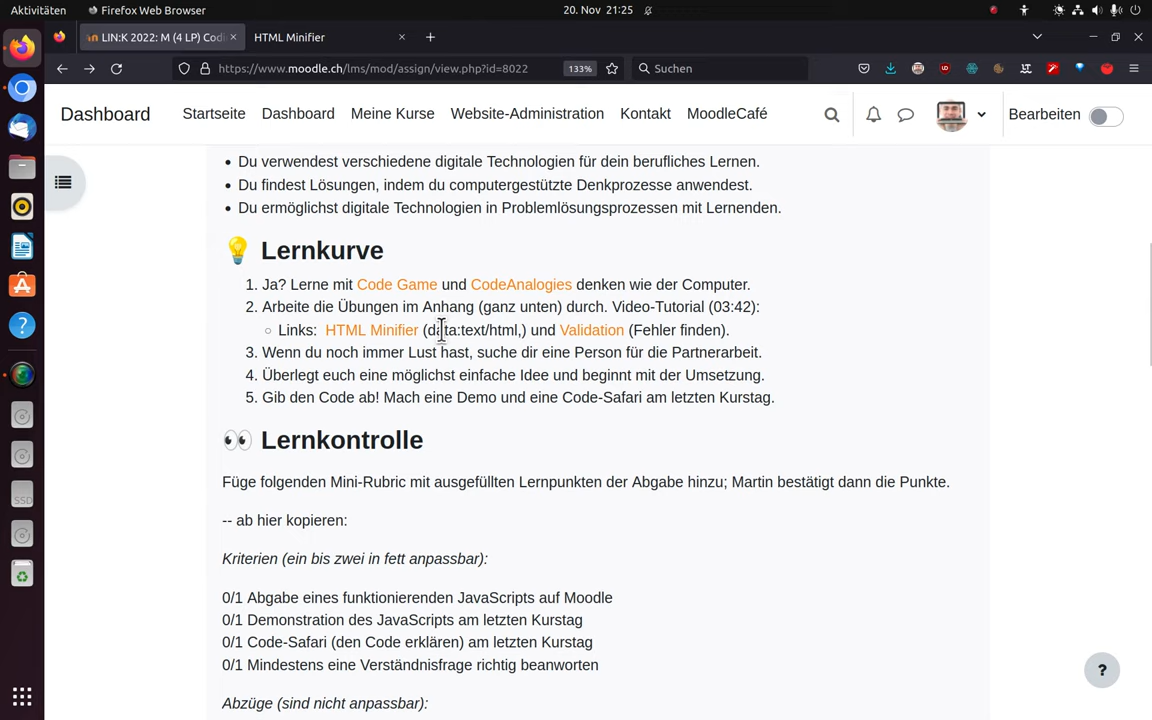 Aktivitäten
Firefox Web Browser
20. Nov 21:25
LIN:K 2022: M (4 LP) Codi
HTML Minifier
https://www.moodle.ch/lms/mod/assign/view.php?id=8022
133%
Suchen
Dashboard
Startseite
Dashboard
Meine Kurse
Website-Administration
Kontakt
MoodleCafé
Bearbeiten
• Du verwendest verschiedene digitale Technologien für dein berufliches Lernen.
• Du findest Lösungen, indem du computergestützte Denkprozesse anwendest.
• Du ermöglichst digitale Technologien in Problemlösungsprozessen mit Lernenden.
💡 Lernkurve
1. Ja? Lerne mit Code Game und CodeAnalogies denken wie der Computer.
2. Arbeite die Übungen im Anhang (ganz unten) durch. Video-Tutorial (03:42):
○ Links: HTML Minifier (data:text/html,) und Validation (Fehler finden).
3. Wenn du noch immer Lust hast, suche dir eine Person für die Partnerarbeit.
4. Überlegt euch eine möglichst einfache Idee und beginnt mit der Umsetzung.
5. Gib den Code ab! Mach eine Demo und eine Code-Safari am letzten Kurstag.
👀 Lernkontrolle
Füge folgenden Mini-Rubric mit ausgefüllten Lernpunkten der Abgabe hinzu; Martin bestätigt dann die Punkte.
-- ab hier kopieren:
Kriterien (ein bis zwei in fett anpassbar):
0/1 Abgabe eines funktionierenden JavaScripts auf Moodle
0/1 Demonstration des JavaScripts am letzten Kurstag
0/1 Code-Safari (den Code erklären) am letzten Kurstag
0/1 Mindestens eine Verständnisfrage richtig beanworten
Abzüge (sind nicht anpassbar):
SSD
?